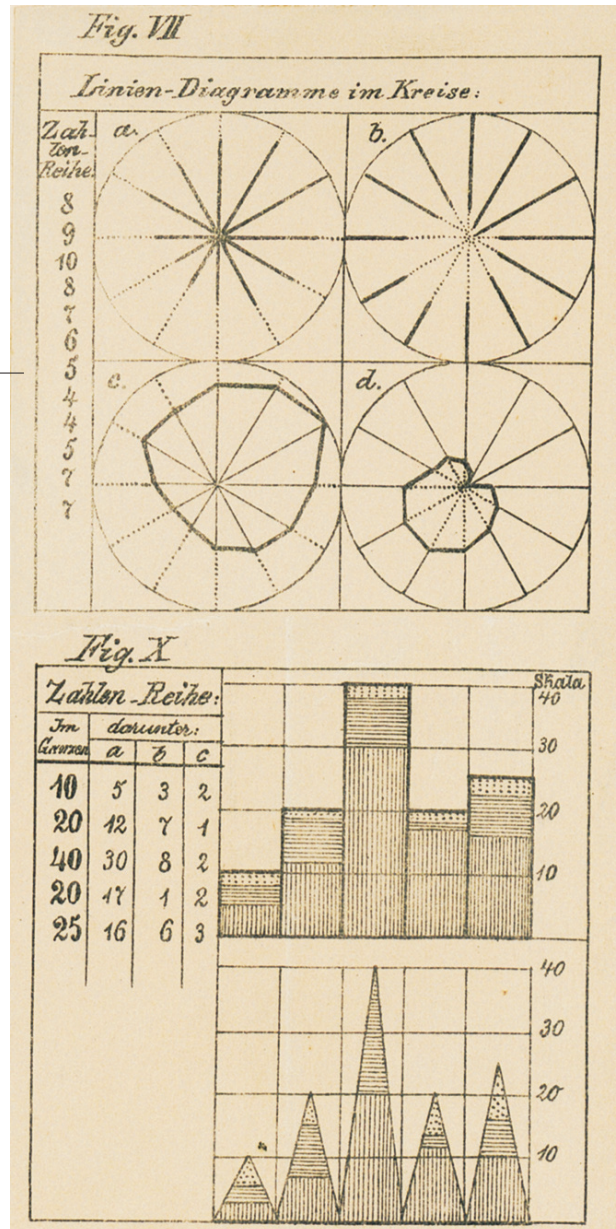 Fig. VII
Linien-Diagramme im Kreise:
Zah-
len-
Reihe:
8
9
10
8
7
6
5
4
4
5
7
7
a.
b.
c.
d.
Fig. X
Zahlen-Reihe:
Im Ganzen
darunter:
a b c
10 5 3 2
20 12 7 1
40 30 8 2
20 17 1 2
25 16 6 3
Skala
40
30
20
10
40
30
20
10